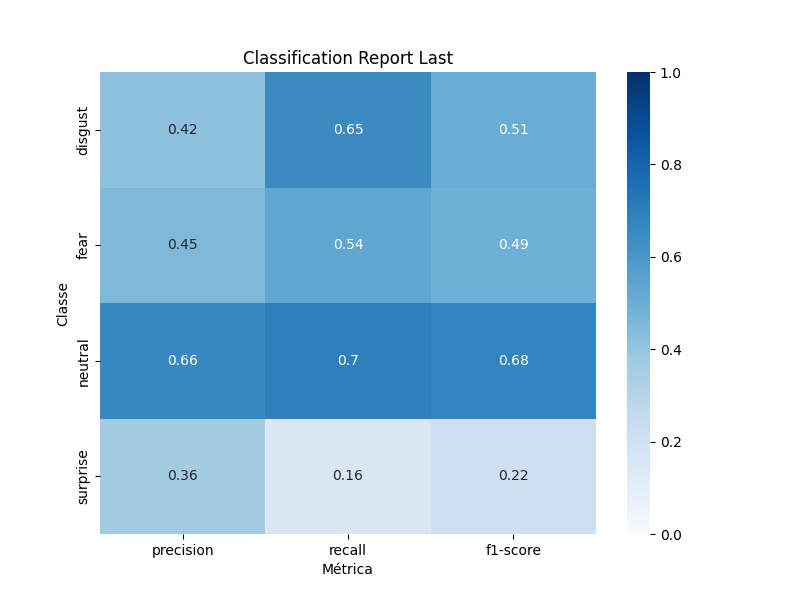 Classification Report Last
Classe
disgust 0.42 0.65 0.51
fear 0.45 0.54 0.49
neutral 0.66 0.7 0.68
surprise 0.36 0.16 0.22
precision recall f1-score
Métrica
1.0
0.8
0.6
0.4
0.2
0.0